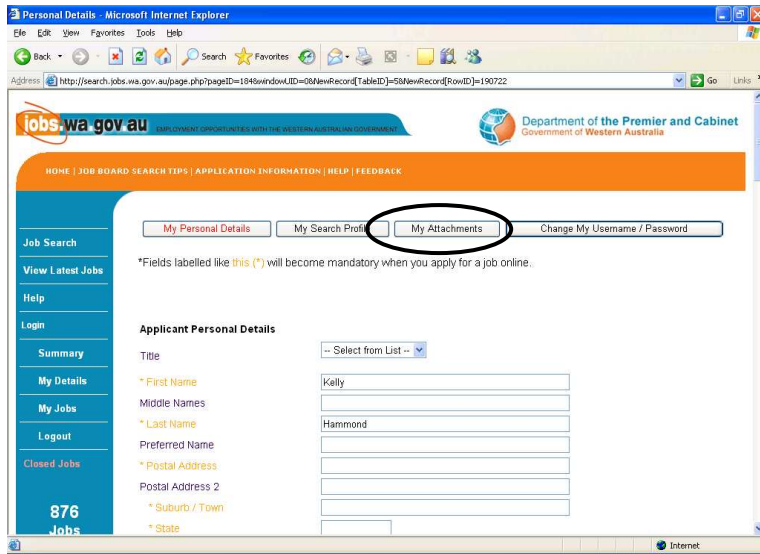 Personal Details - Microsoft Internet Explorer
File Edit View Favorites Tools Help
Back Search Favorites
Address http://search.jobs.wa.gov.au/page.php?pageID=184&windowUID=0&NewRecord[TableID]=5&NewRecord[RowID]=190722 Go Links
jobs.wa.gov.au EMPLOYMENT OPPORTUNITIES WITH THE WESTERN AUSTRALIAN GOVERNMENT
Department of the Premier and Cabinet
Government of Western Australia
HOME | JOB BOARD SEARCH TIPS | APPLICATION INFORMATION | HELP | FEEDBACK
My Personal Details My Search Profil My Attachments Change My Username / Password
*Fields labelled like this (*) will become mandatory when you apply for a job online.
Job Search
View Latest Jobs
Help
Login
Summary
My Details
My Jobs
Logout
Closed Jobs
876
Jobs
Applicant Personal Details
Title -- Select from List --
* First Name Kelly
Middle Names
* Last Name Hammond
Preferred Name
* Postal Address
Postal Address 2
* Suburb / Town
* State
Internet